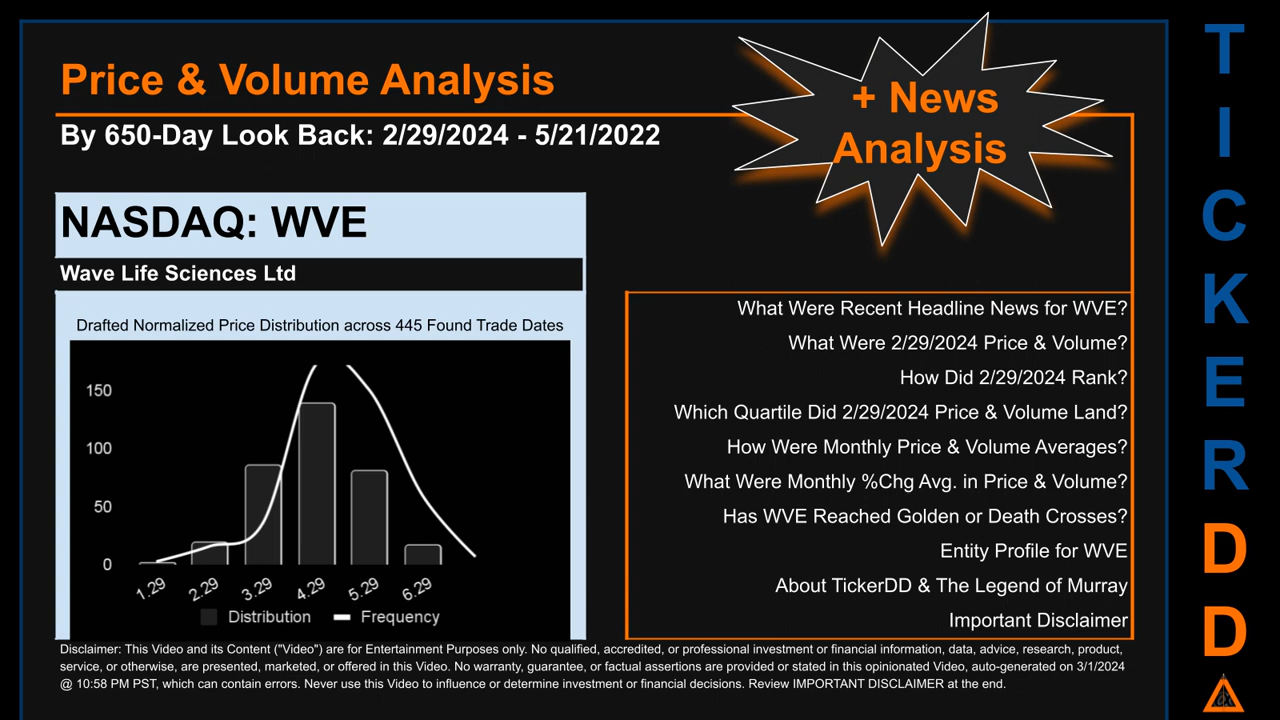 Price & Volume Analysis
+ News
Analysis
By 650-Day Look Back: 2/29/2024 - 5/21/2022
NASDAQ: WVE
Wave Life Sciences Ltd
Drafted Normalized Price Distribution across 445 Found Trade Dates
150
100
50
0
1.29 2.29 3.29 4.29 5.29 6.29
Distribution Frequency
What Were Recent Headline News for WVE?
What Were 2/29/2024 Price & Volume?
How Did 2/29/2024 Rank?
Which Quartile Did 2/29/2024 Price & Volume Land?
How Were Monthly Price & Volume Averages?
What Were Monthly %Chg Avg. in Price & Volume?
Has WVE Reached Golden or Death Crosses?
Entity Profile for WVE
About TickerDD & The Legend of Murray
Important Disclaimer
Disclaimer: This Video and its Content ("Video") are for Entertainment Purposes only. No qualified, accredited, or professional investment or financial information, data, advice, research, product,
service, or otherwise, are presented, marketed, or offered in this Video. No warranty, guarantee, or factual assertions are provided or stated in this opinionated Video, auto-generated on 3/1/2024
@ 10:58 PM PST, which can contain errors. Never use this Video to influence or determine investment or financial decisions. Review IMPORTANT DISCLAIMER at the end.
TICKERDD